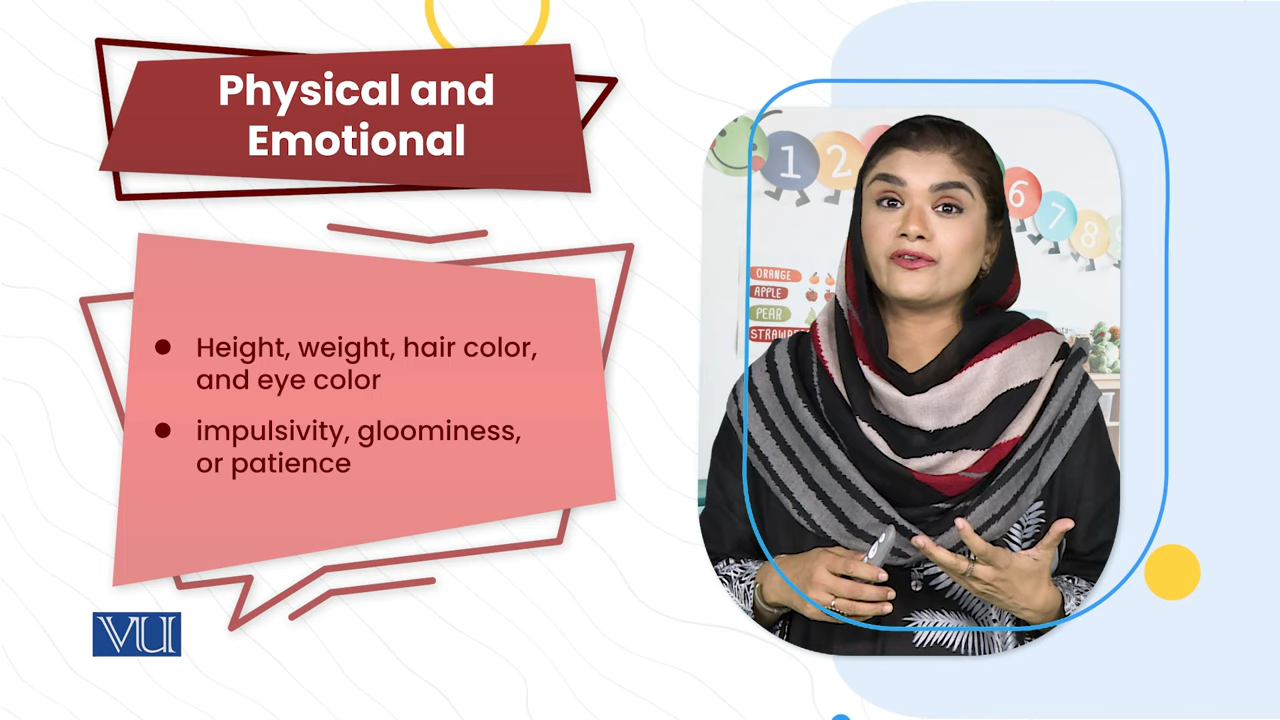 Physical and
Emotional
● Height, weight, hair color,
and eye color
● impulsivity, gloominess,
or patience
VU
1
2
6
7
8
ORANGE
APPLE
PEAR